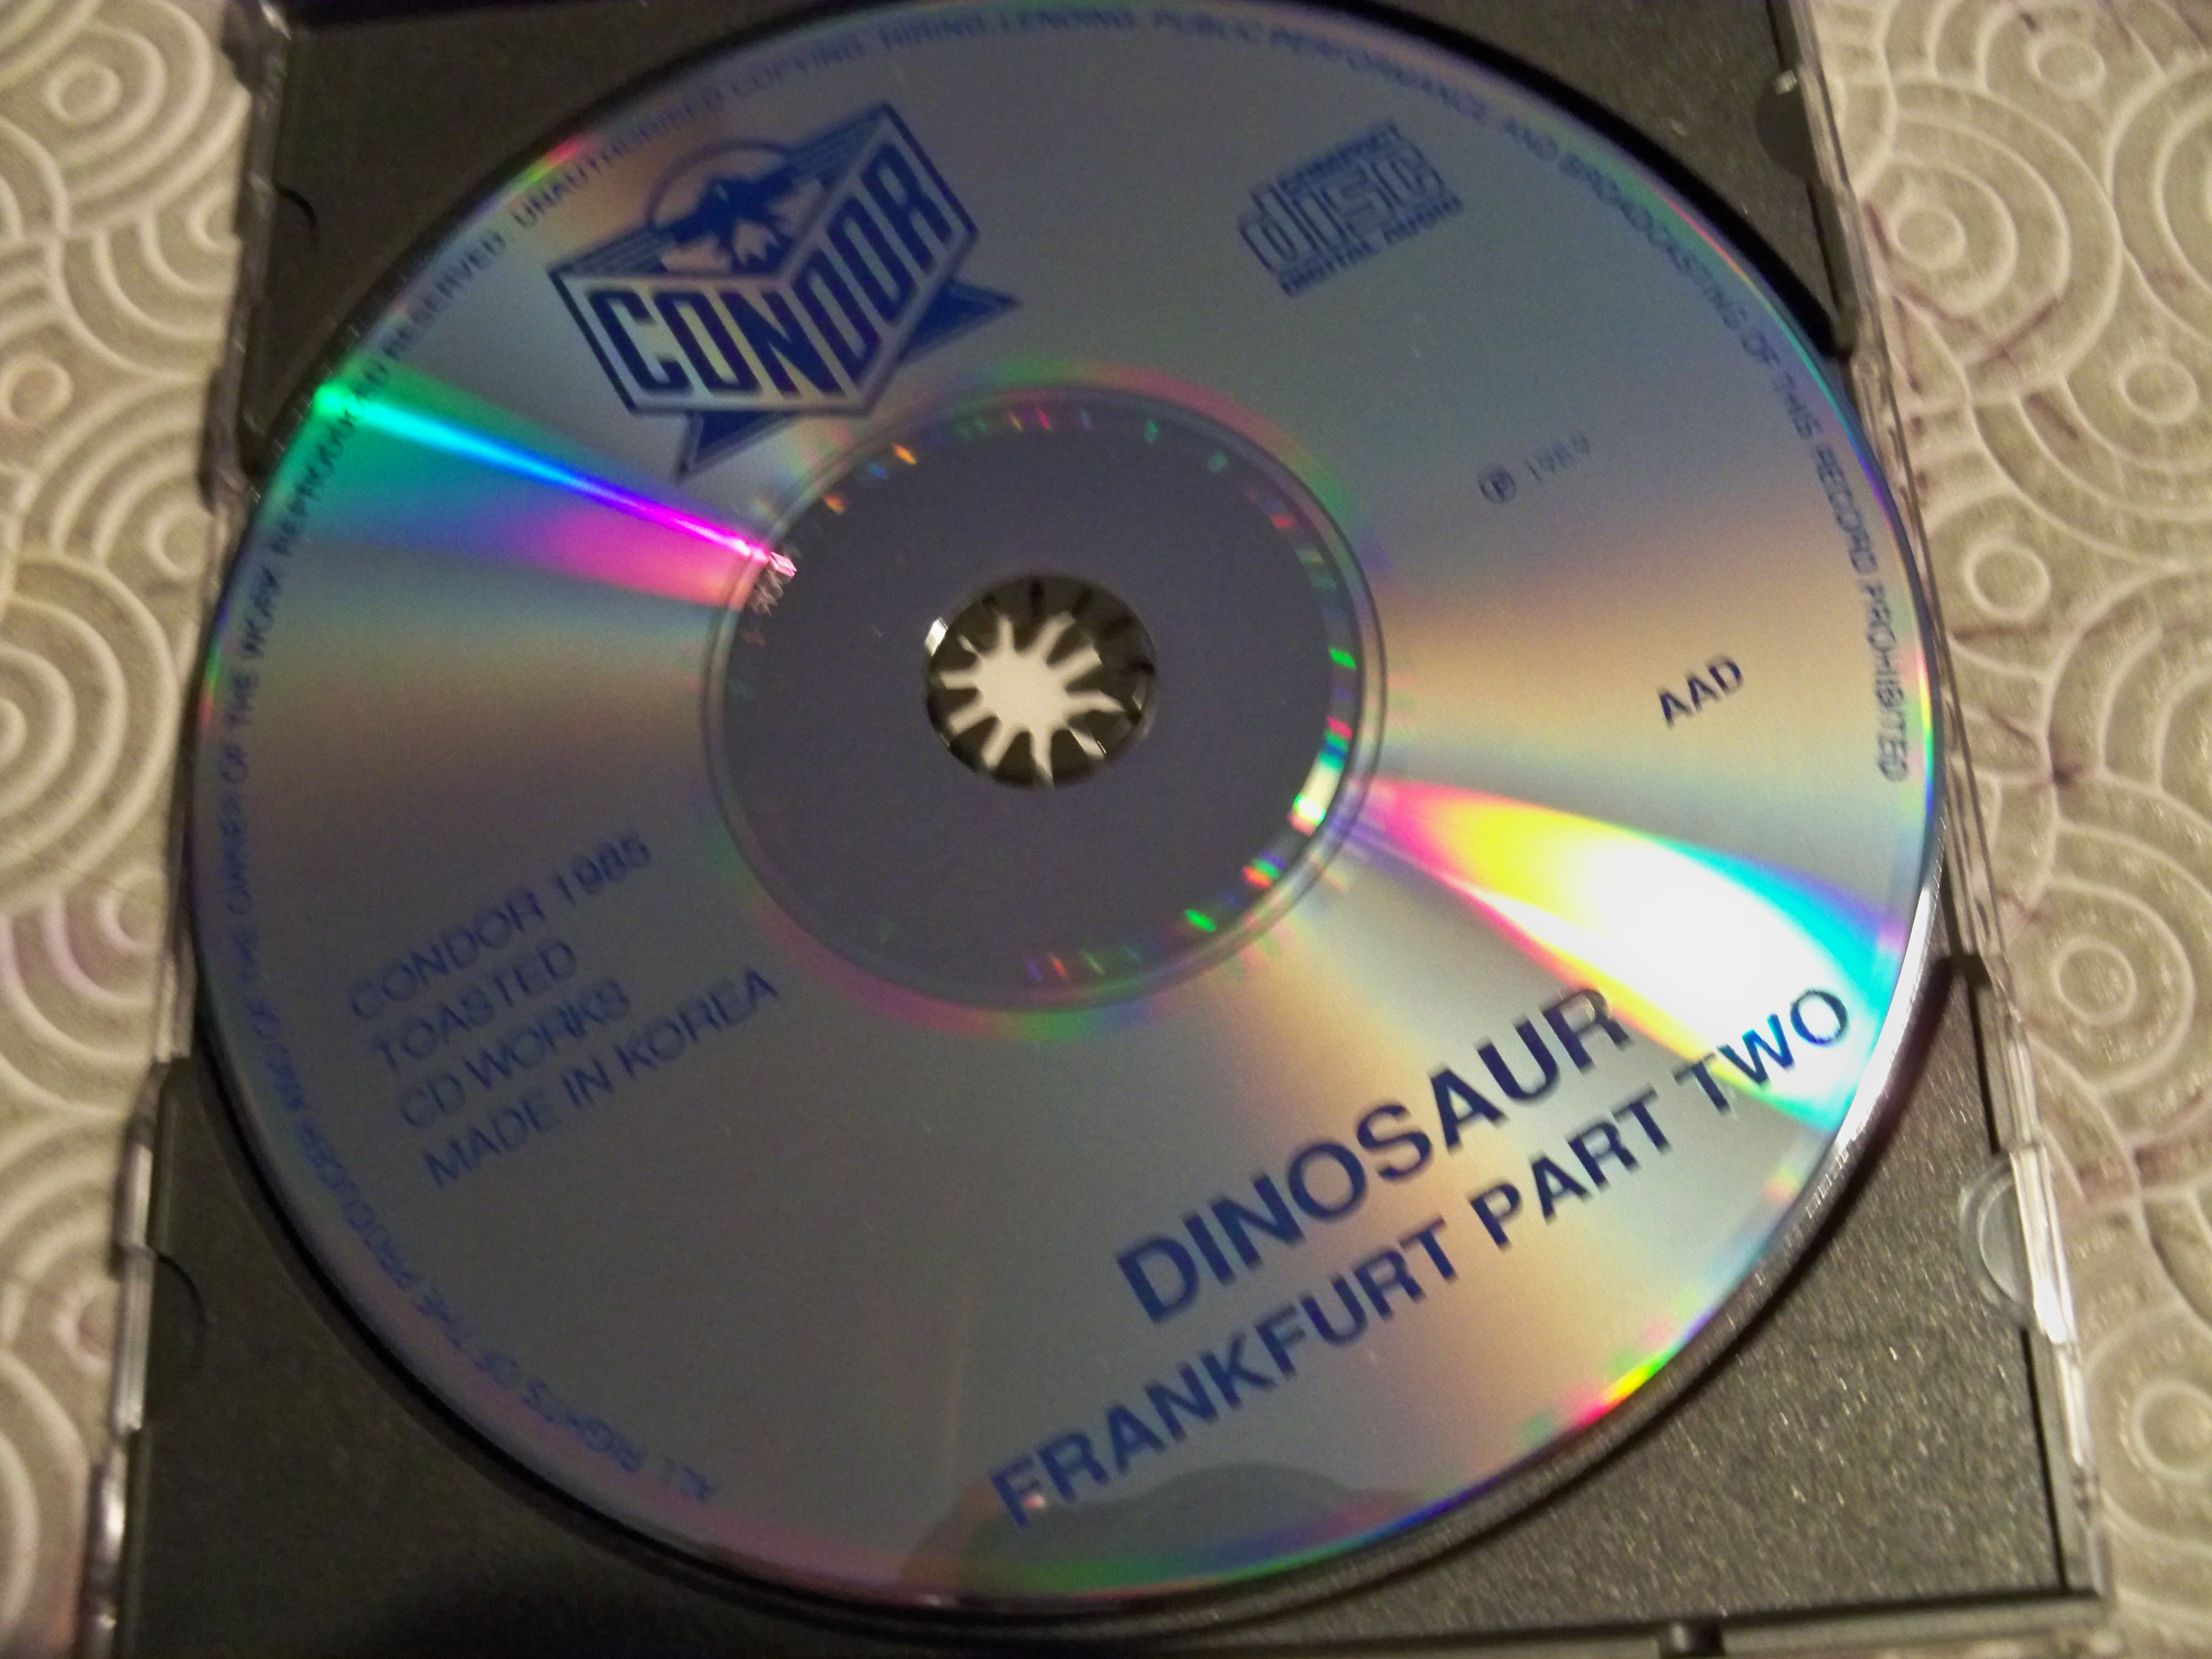 CONDOR
COMPACT
disc
DIGITAL AUDIO
℗ 1989
AAD
CONDOR 1985
TOASTED
CD WORKS
MADE IN KOREA
DINOSAUR
FRANKFURT PART TWO
ALL RIGHTS OF THE PRODUCER AND OF THE OWNER OF THE WORK REPRODUCED RESERVED. UNAUTHORISED COPYING. HIRING. LENDING. PUBLIC PERFORMANCE AND BROADCASTING OF THIS RECORD PROHIBITED